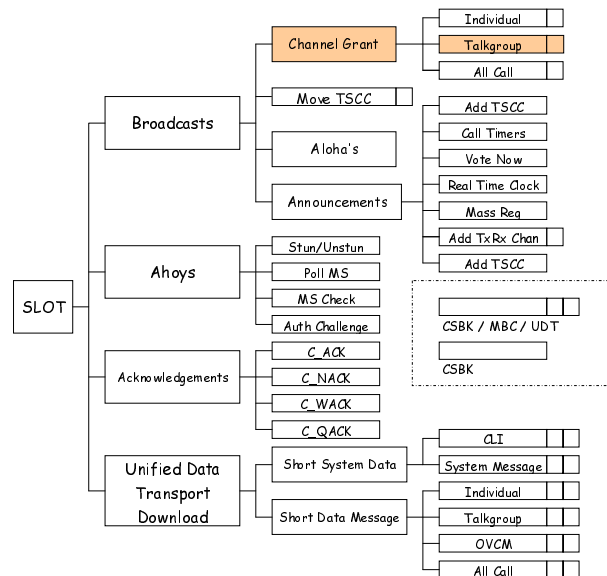 SLOT
Broadcasts
Channel Grant
Individual
Talkgroup
All Call
Move TSCC
Aloha's
Announcements
Add TSCC
Call Timers
Vote Now
Real Time Clock
Mass Reg
Add TxRx Chan
Add TSCC
Ahoys
Stun/Unstun
Poll MS
MS Check
Auth Challenge
Acknowledgements
C_ACK
C_NACK
C_WACK
C_QACK
Unified Data
Transport
Download
Short System Data
CLI
System Message
Short Data Message
Individual
Talkgroup
OVCM
All Call
CSBK / MBC / UDT
CSBK